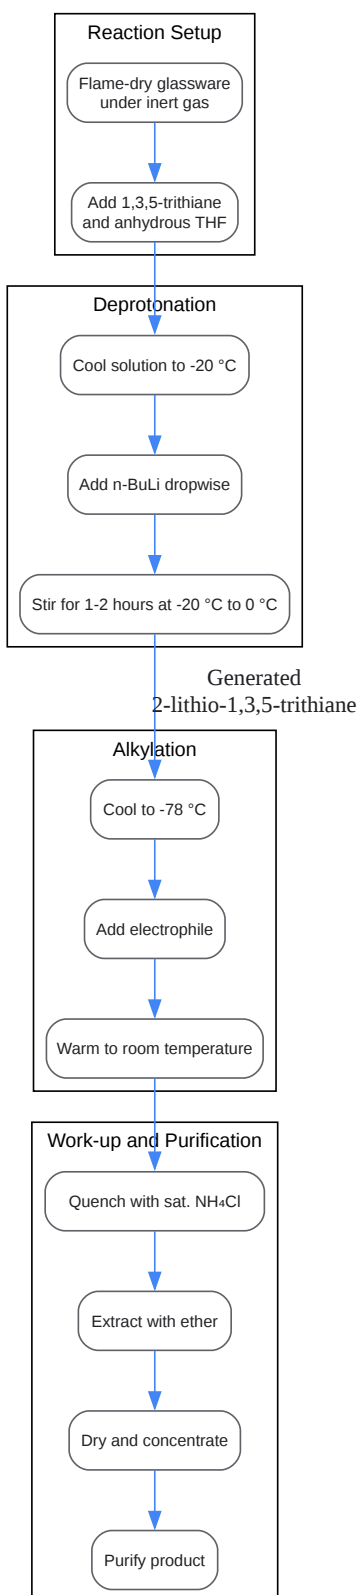 Reaction Setup
Flame-dry glassware
under inert gas
Add 1,3,5-trithiane
and anhydrous THF
Deprotonation
Cool solution to -20 °C
Add n-BuLi dropwise
Stir for 1-2 hours at -20 °C to 0 °C
Generated
2-lithio-1,3,5-trithiane
Alkylation
Cool to -78 °C
Add electrophile
Warm to room temperature
Work-up and Purification
Quench with sat. NH₄Cl
Extract with ether
Dry and concentrate
Purify product